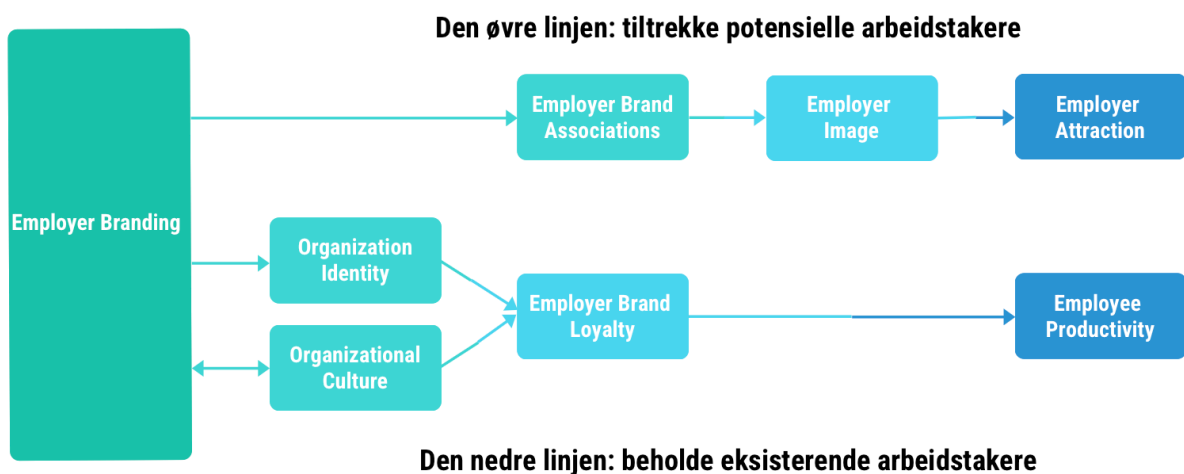 Den øvre linjen: tiltrekke potensielle arbeidstakere
Employer Brand
Associations
Employer
Image
Employer
Attraction
Employer Branding
Organization
Identity
Employer Brand
Loyalty
Employee
Productivity
Organizational
Culture
Den nedre linjen: beholde eksisterende arbeidstakere